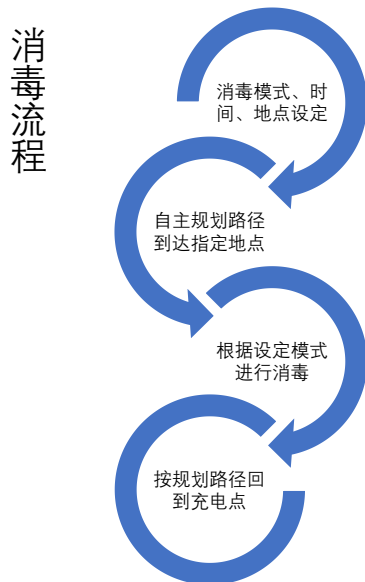 消毒流程
消毒模式、时
间、地点设定
自主规划路径
到达指定地点
根据设定模式
进行消毒
按规划路径回
到充电点